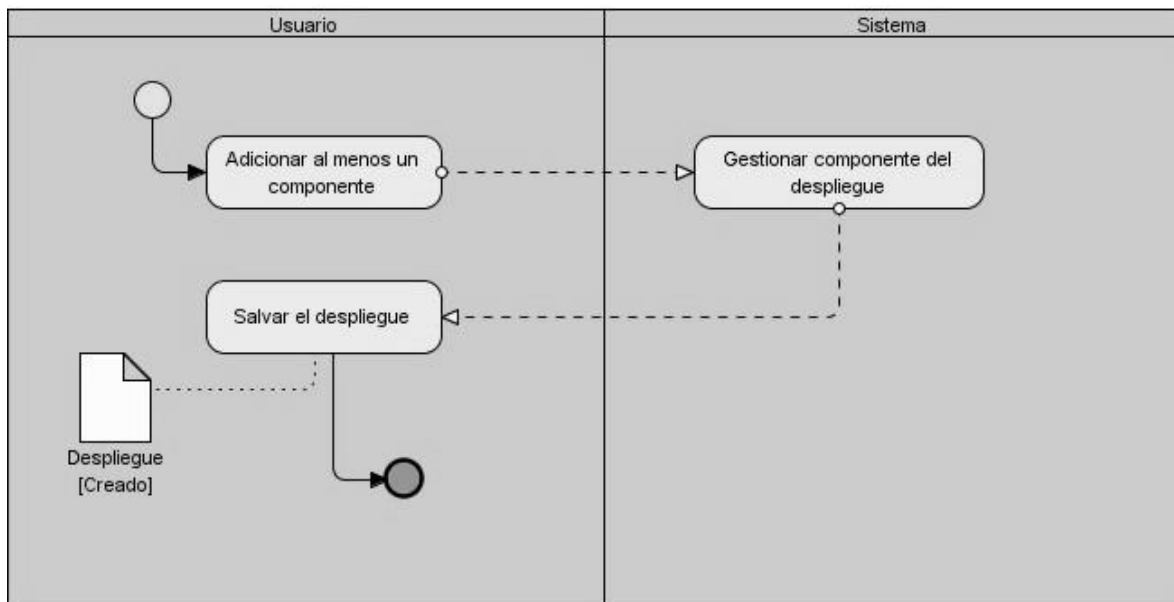 Usuario
Sistema
Adicionar al menos un
componente
Gestionar componente del
despliegue
Salvar el despliegue
Despliegue
[Creado]